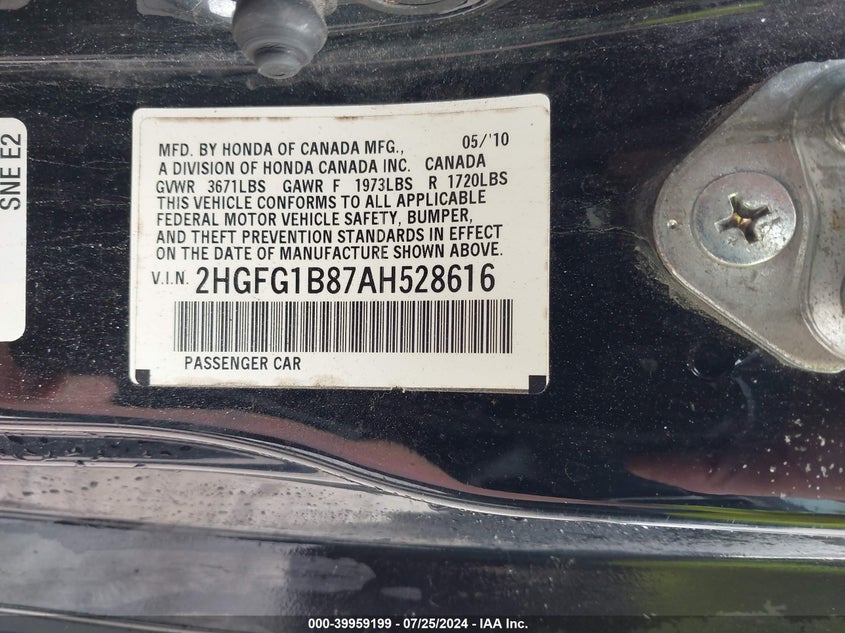 SNE E2
MFD. BY HONDA OF CANADA MFG., 05/'10
A DIVISION OF HONDA CANADA INC. CANADA
GVWR 3671LBS GAWR F 1973LBS R 1720LBS
THIS VEHICLE CONFORMS TO ALL APPLICABLE
FEDERAL MOTOR VEHICLE SAFETY, BUMPER,
AND THEFT PREVENTION STANDARDS IN EFFECT
ON THE DATE OF MANUFACTURE SHOWN ABOVE.
V.I.N. 2HGFG1B87AH528616
PASSENGER CAR
000-39959199 - 07/25/2024 - IAA Inc.